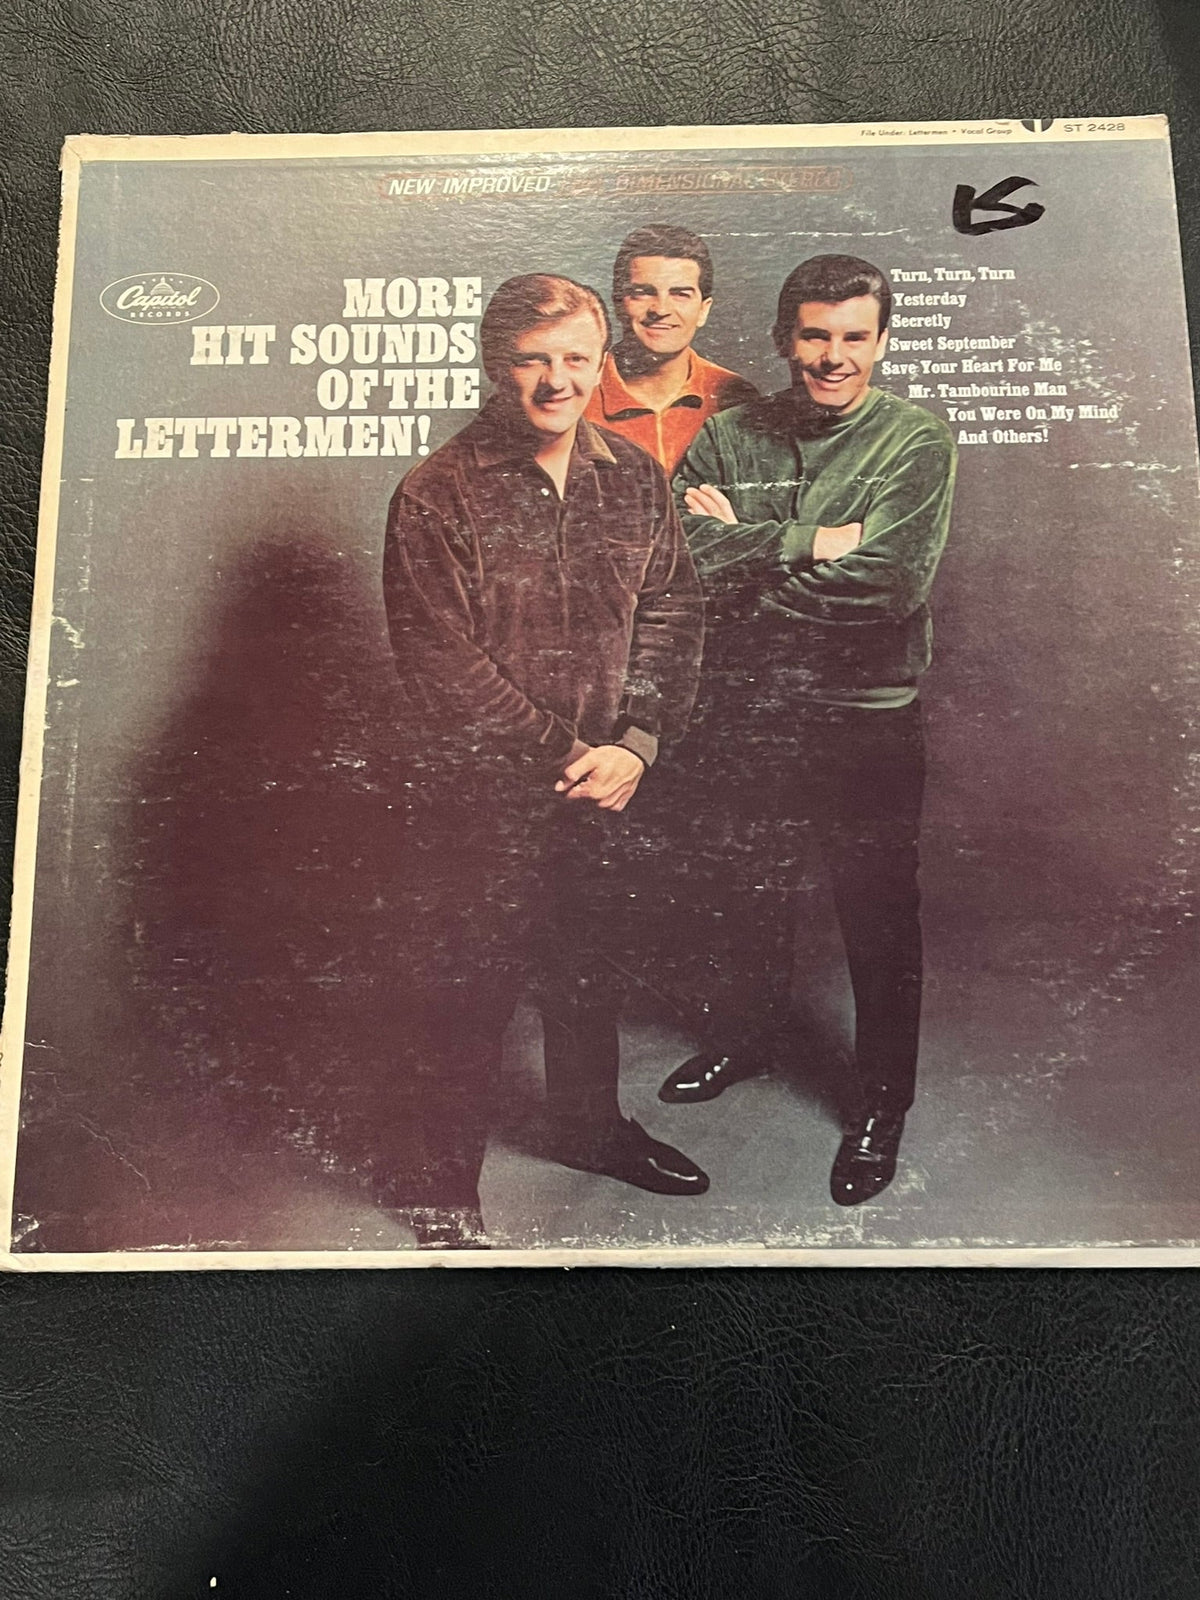 File Under: Lettermen • Vocal Group ST 2428
NEW IMPROVED DIMENSIONAL STEREO
Capitol
RECORDS
MORE
HIT SOUNDS
OF THE
LETTERMEN!
Turn, Turn, Turn
Yesterday
Secretly
Sweet September
Save Your Heart For Me
Mr. Tambourine Man
You Were On My Mind
And Others!